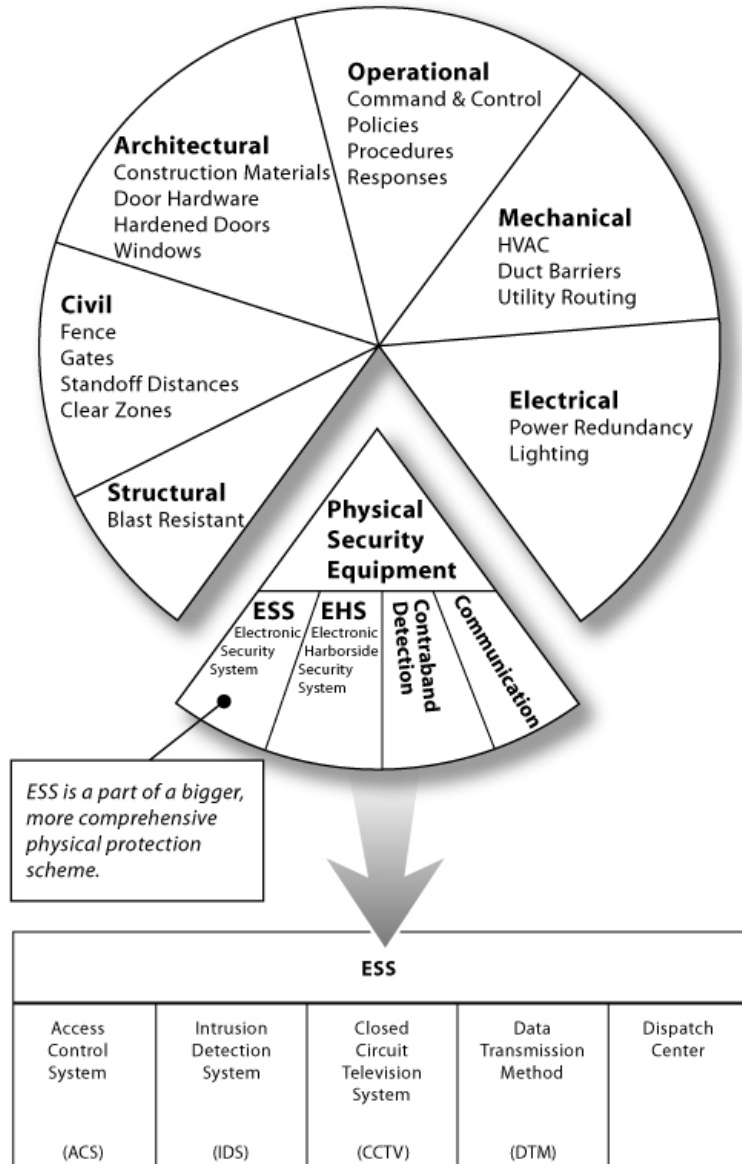 Operational
Command & Control
Policies
Procedures
Responses
Architectural
Construction Materials
Door Hardware
Hardened Doors
Windows
Mechanical
HVAC
Duct Barriers
Utility Routing
Civil
Fence
Gates
Standoff Distances
Clear Zones
Electrical
Power Redundancy
Lighting
Structural
Blast Resistant
Physical
Security
Equipment
ESS
Electronic
Security
System
EHS
Electronic
Harborside
Security
System
Contraband
Detection
Communication
ESS is a part of a bigger,
more comprehensive
physical protection
scheme.
ESS
Access
Control
System
(ACS)
Intrusion
Detection
System
(IDS)
Closed
Circuit
Television
System
(CCTV)
Data
Transmission
Method
(DTM)
Dispatch
Center